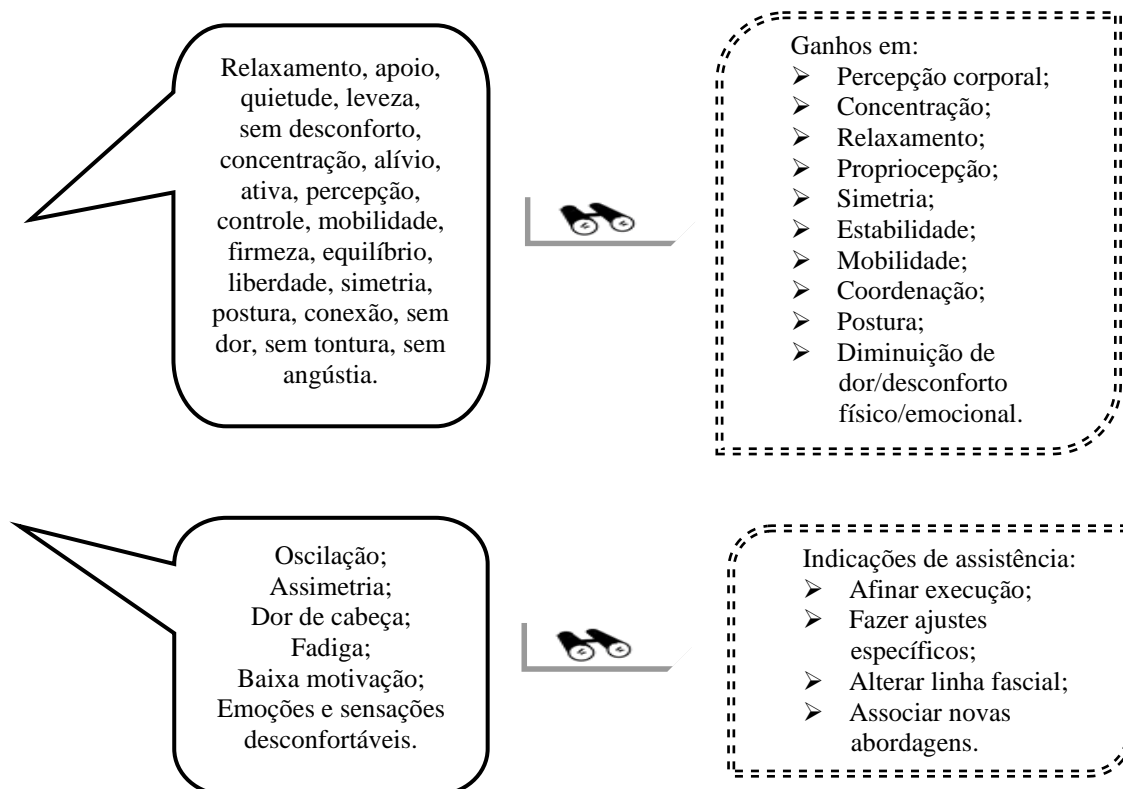 Relaxamento, apoio,
quietude, leveza,
sem desconforto,
concentração, alívio,
ativa, percepção,
controle, mobilidade,
firmeza, equilíbrio,
liberdade, simetria,
postura, conexão, sem
dor, sem tontura, sem
angústia.
Ganhos em:
➢ Percepção corporal;
➢ Concentração;
➢ Relaxamento;
➢ Propriocepção;
➢ Simetria;
➢ Estabilidade;
➢ Mobilidade;
➢ Coordenação;
➢ Postura;
➢ Diminuição de
dor/desconforto
físico/emocional.
Oscilação;
Assimetria;
Dor de cabeça;
Fadiga;
Baixa motivação;
Emoções e sensações
desconfortáveis.
Indicações de assistência:
➢ Afinar execução;
➢ Fazer ajustes
específicos;
➢ Alterar linha fascial;
➢ Associar novas
abordagens.